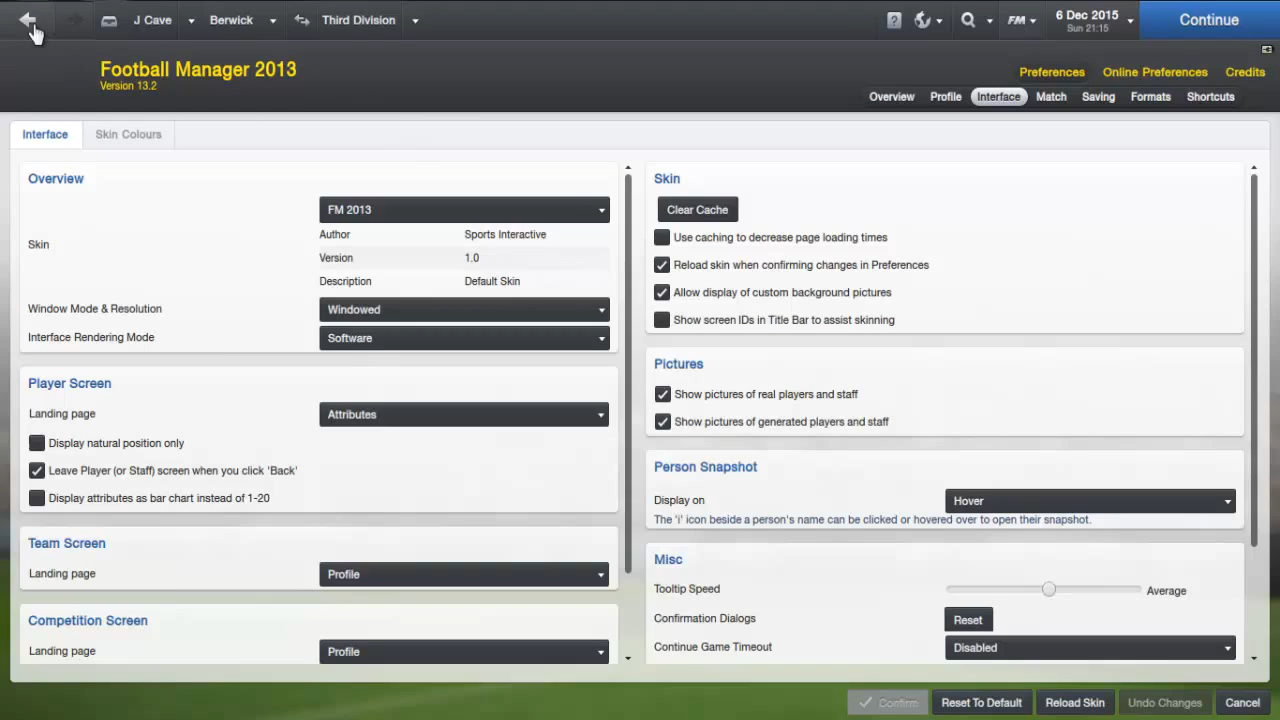 J Cave Berwick Third Division FM 6 Dec 2015 Continue
Sun 21:15
Football Manager 2013
Version 13.2
Preferences Online Preferences Credits
Overview Profile Interface Match Saving Formats Shortcuts
Interface Skin Colours
Overview
FM 2013
Skin
Author Sports Interactive
Version 1.0
Description Default Skin
Window Mode & Resolution Windowed
Interface Rendering Mode Software
Player Screen
Landing page Attributes
Display natural position only
Leave Player (or Staff) screen when you click 'Back'
Display attributes as bar chart instead of 1-20
Team Screen
Landing page Profile
Competition Screen
Landing page Profile
Skin
Clear Cache
Use caching to decrease page loading times
Reload skin when confirming changes in Preferences
Allow display of custom background pictures
Show screen IDs in Title Bar to assist skinning
Pictures
Show pictures of real players and staff
Show pictures of generated players and staff
Person Snapshot
Display on Hover
The 'i' icon beside a person's name can be clicked or hovered over to open their snapshot.
Misc
Tooltip Speed Average
Confirmation Dialogs Reset
Continue Game Timeout Disabled
Confirm Reset To Default Reload Skin Undo Changes Cancel